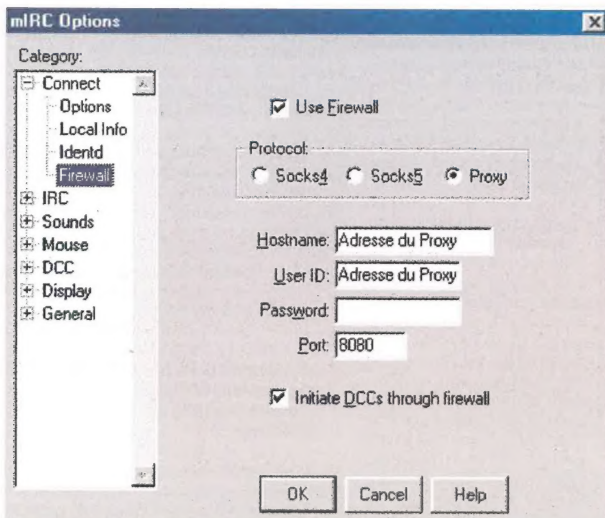 mIRC Options
Category:
Connect
Options
Local Info
Identd
Firewall
IRC
Sounds
Mouse
DCC
Display
General
Use Firewall
Protocol:
Socks4 Socks5 Proxy
Hostname: Adresse du Proxy
User ID: Adresse du Proxy
Password:
Port: 8080
Initiate DCCs through firewall
OK Cancel Help